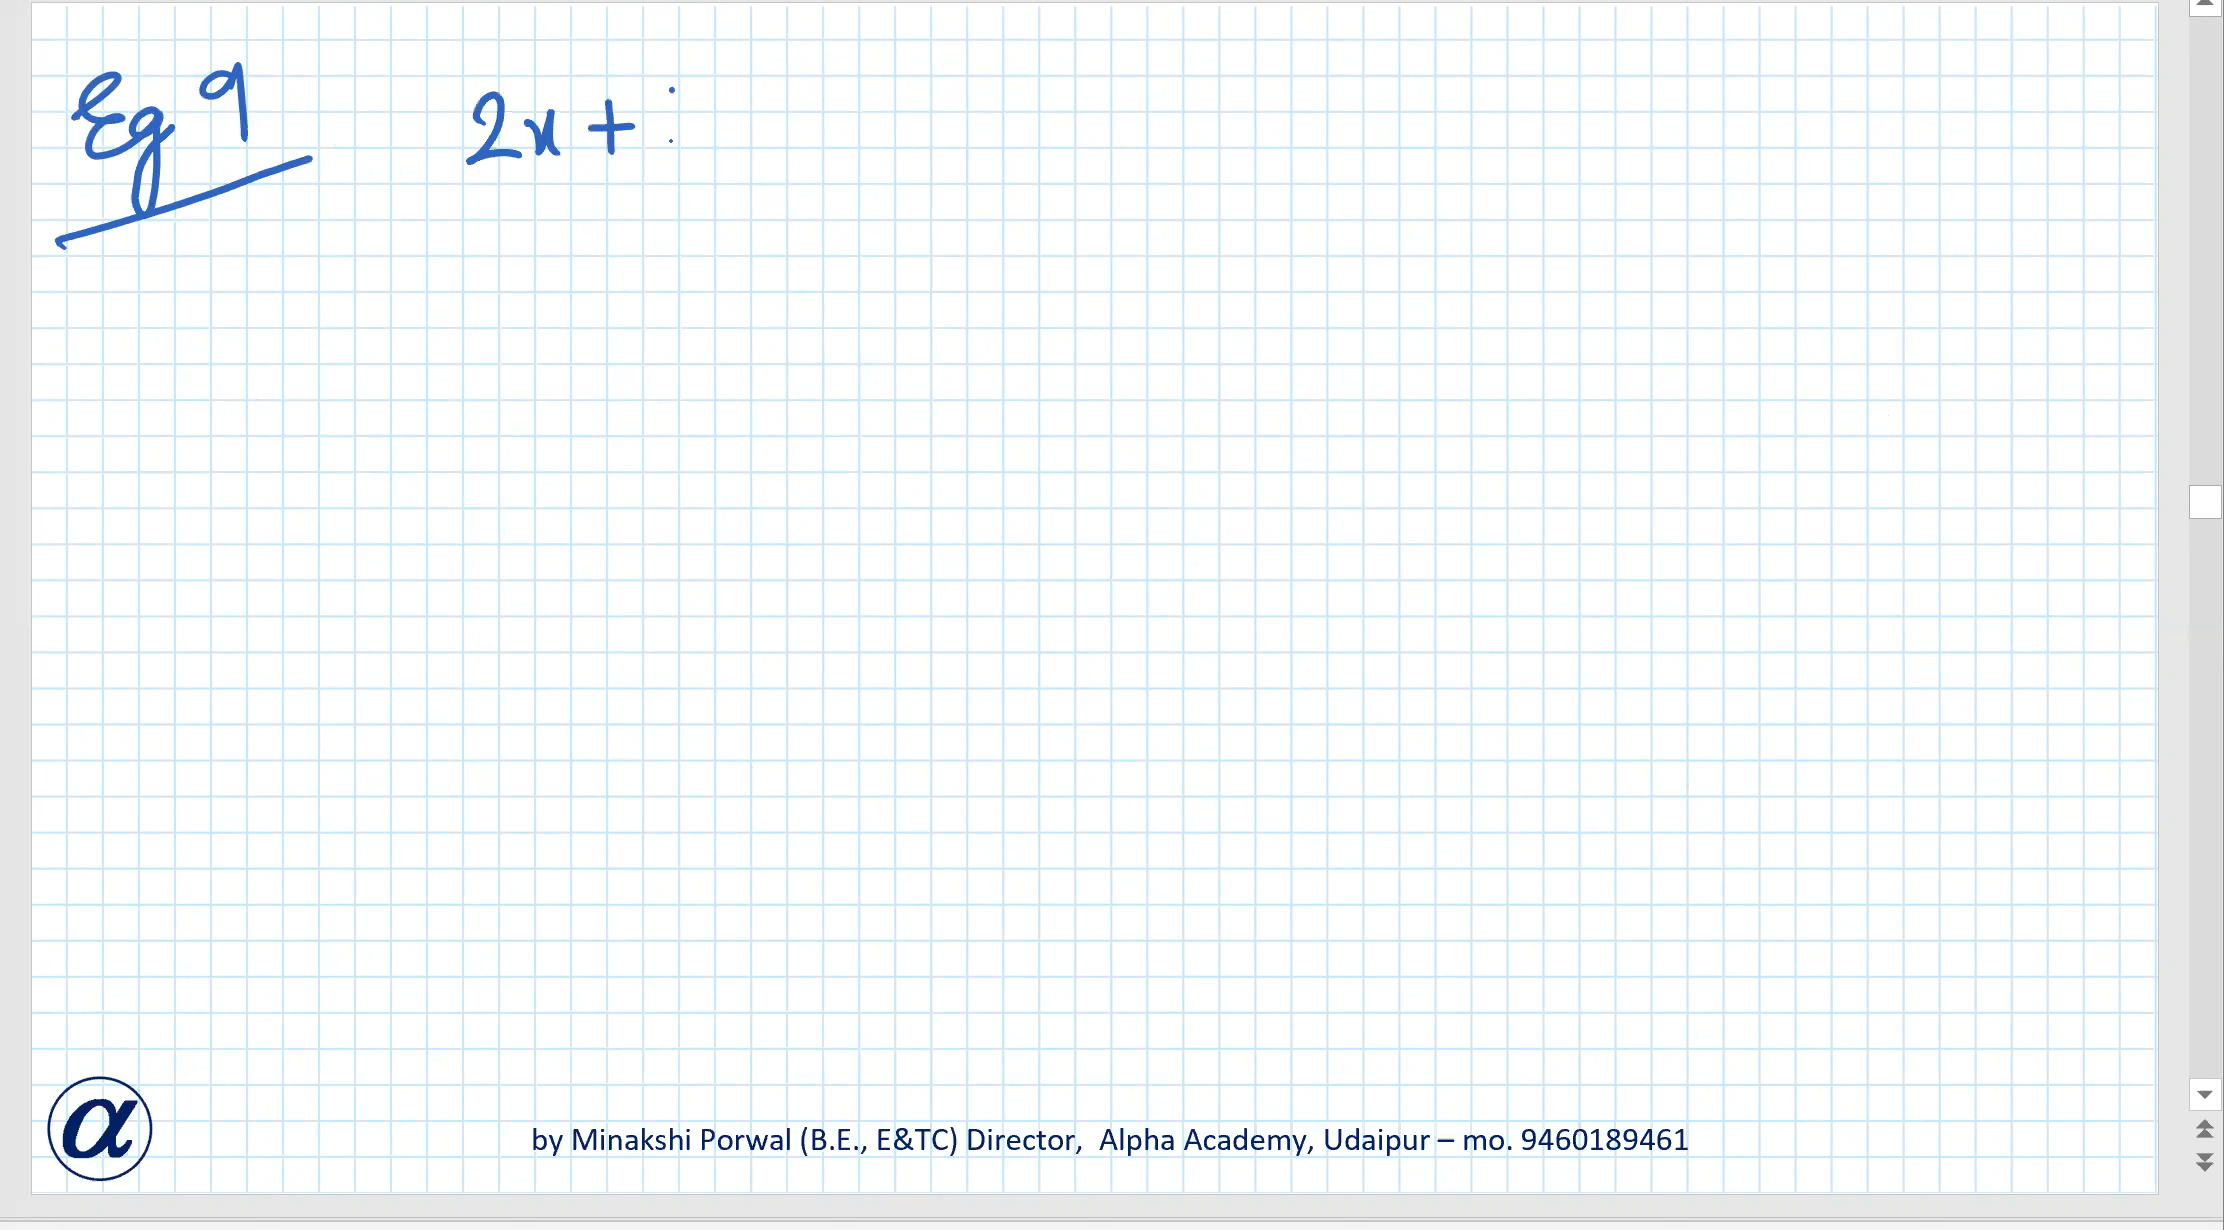 Eg 9 2x +
α
by Minakshi Porwal (B.E., E&TC) Director, Alpha Academy, Udaipur – mo. 9460189461